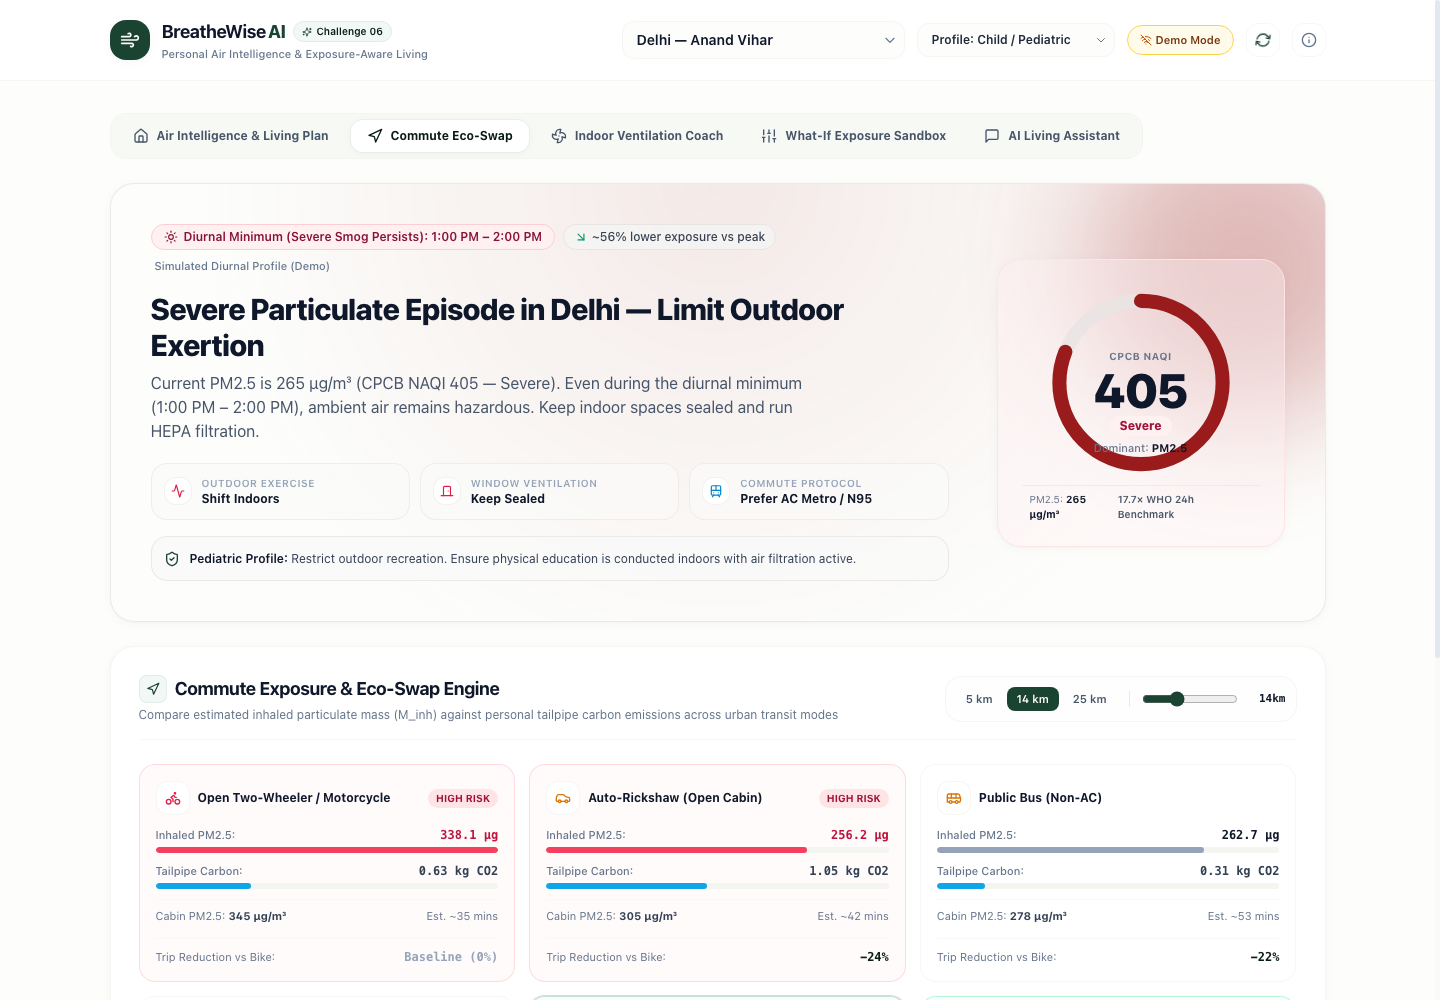 BreatheWise AI
Challenge 06
Personal Air Intelligence & Exposure-Aware Living
Delhi — Anand Vihar
Profile: Child / Pediatric
Demo Mode
Air Intelligence & Living Plan
Commute Eco-Swap
Indoor Ventilation Coach
What-If Exposure Sandbox
AI Living Assistant
Diurnal Minimum (Severe Smog Persists): 1:00 PM – 2:00 PM
~56% lower exposure vs peak
Simulated Diurnal Profile (Demo)
Severe Particulate Episode in Delhi — Limit Outdoor
Exertion
Current PM2.5 is 265 µg/m³ (CPCB NAQI 405 — Severe). Even during the diurnal minimum
(1:00 PM – 2:00 PM), ambient air remains hazardous. Keep indoor spaces sealed and run
HEPA filtration.
OUTDOOR EXERCISE
Shift Indoors
WINDOW VENTILATION
Keep Sealed
COMMUTE PROTOCOL
Prefer AC Metro / N95
Pediatric Profile: Restrict outdoor recreation. Ensure physical education is conducted indoors with air filtration active.
CPCB NAQI
405
Severe
Dominant: PM2.5
PM2.5: 265
µg/m³
17.7× WHO 24h
Benchmark
Commute Exposure & Eco-Swap Engine
Compare estimated inhaled particulate mass (M_inh) against personal tailpipe carbon emissions across urban transit modes
5 km
14 km
25 km
14km
Open Two-Wheeler / Motorcycle
HIGH RISK
Inhaled PM2.5:
338.1 µg
Tailpipe Carbon:
0.63 kg CO2
Cabin PM2.5: 345 µg/m³
Est. ~35 mins
Trip Reduction vs Bike:
Baseline (0%)
Auto-Rickshaw (Open Cabin)
HIGH RISK
Inhaled PM2.5:
256.2 µg
Tailpipe Carbon:
1.05 kg CO2
Cabin PM2.5: 305 µg/m³
Est. ~42 mins
Trip Reduction vs Bike:
−24%
Public Bus (Non-AC)
Inhaled PM2.5:
262.7 µg
Tailpipe Carbon:
0.31 kg CO2
Cabin PM2.5: 278 µg/m³
Est. ~53 mins
Trip Reduction vs Bike:
−22%